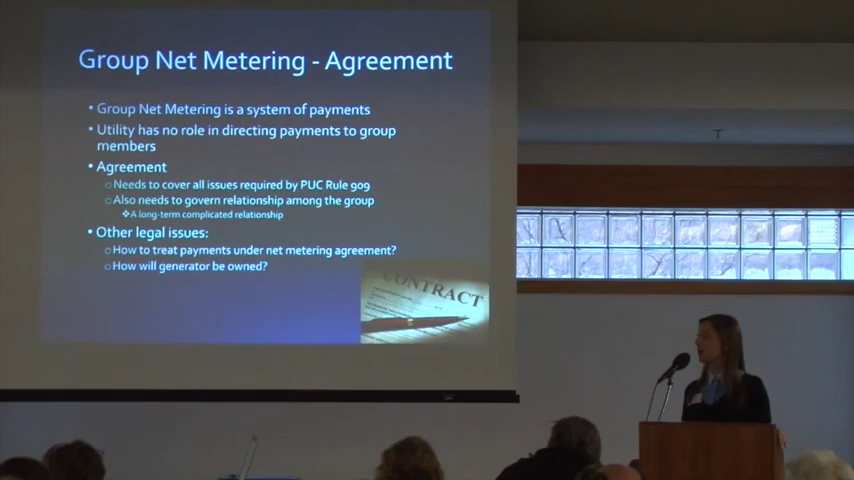 Group Net Metering - Agreement
• Group Net Metering is a system of payments
• Utility has no role in directing payments to group
members
• Agreement
○ Needs to cover all issues required by PUC Rule 909
○ Also needs to govern relationship among the group
❖ A long-term complicated relationship
• Other legal issues:
○ How to treat payments under net metering agreement?
○ How will generator be owned?
CONTRACT